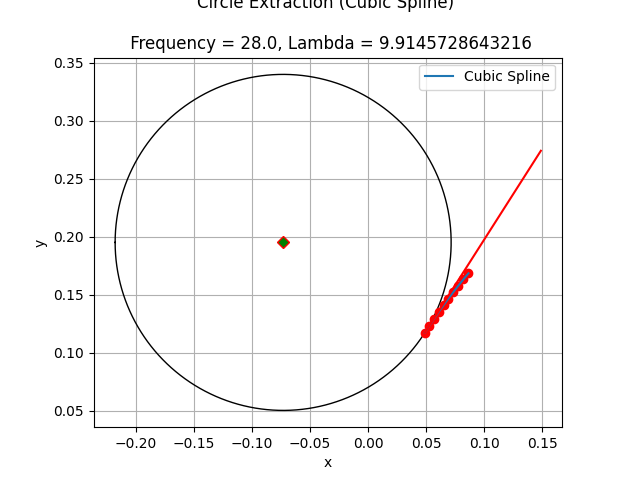 Circle Extraction (Cubic Spline)
Frequency = 28.0, Lambda = 9.9145728643216
Cubic Spline
0.35
0.30
0.25
0.20
0.15
0.10
0.05
y
−0.20 −0.15 −0.10 −0.05 0.00 0.05 0.10 0.15
x